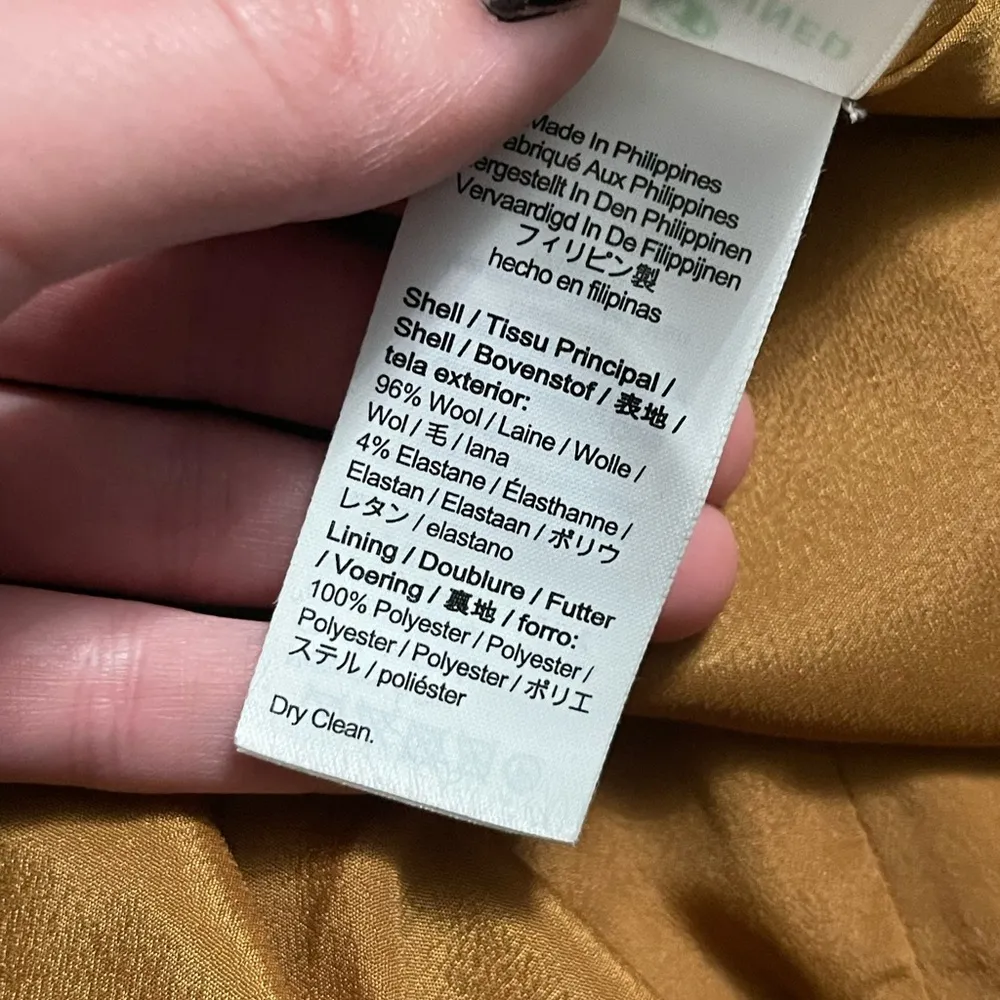 INED
Made In Philippines
abriqué Aux Philippines
ergestellt In Den Philippinen
Vervaardigd In De Filippijnen
フィリピン製
hecho en filipinas
Shell / Tissu Principal /
Shell / Bovenstof / 表地 /
tela exterior:
96% Wool / Laine / Wolle /
Wol / 毛 / lana
4% Elastane / Élasthanne /
Elastan / Elastaan / ポリウ
レタン / elastano
Lining / Doublure / Futter
/ Voering / 裏地 / forro:
100% Polyester / Polyester /
Polyester / Polyester / ポリエ
ステル / poliéster
Dry Clean.